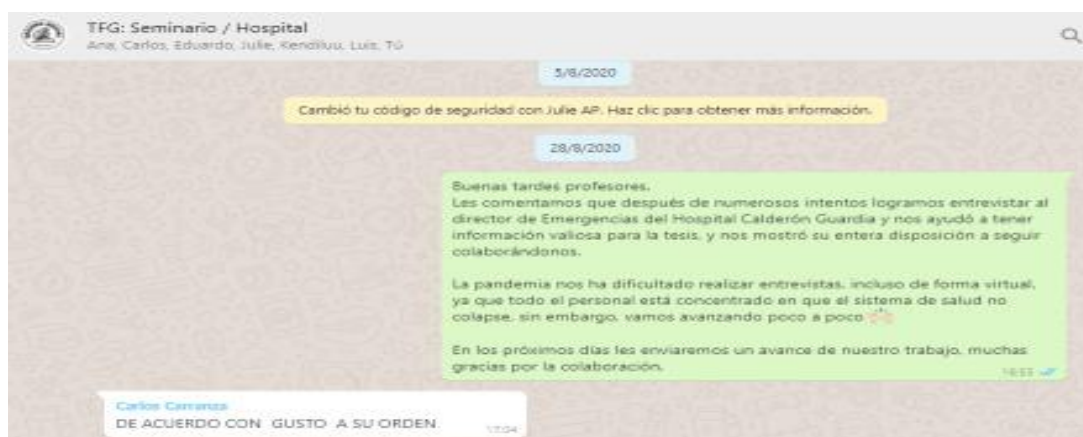 TFG: Seminario / Hospital
Ana, Carlos, Eduardo, Julie, Kendiluu, Luis, Tú
5/8/2020
Cambió tu código de seguridad con Julie AP. Haz clic para obtener más información.
28/8/2020
Buenas tardes profesores.
Les comentamos que después de numerosos intentos logramos entrevistar al
director de Emergencias del Hospital Calderón Guardia y nos ayudó a tener
información valiosa para la tesis, y nos mostró su entera disposición a seguir
colaborándonos.
La pandemia nos ha dificultado realizar entrevistas, incluso de forma virtual,
ya que todo el personal está concentrado en que el sistema de salud no
colapse, sin embargo, vamos avanzando poco a poco
En los próximos días les enviaremos un avance de nuestro trabajo, muchas
gracias por la colaboración.
16:53
Carlos Carranza
DE ACUERDO CON GUSTO A SU ORDEN
17:04